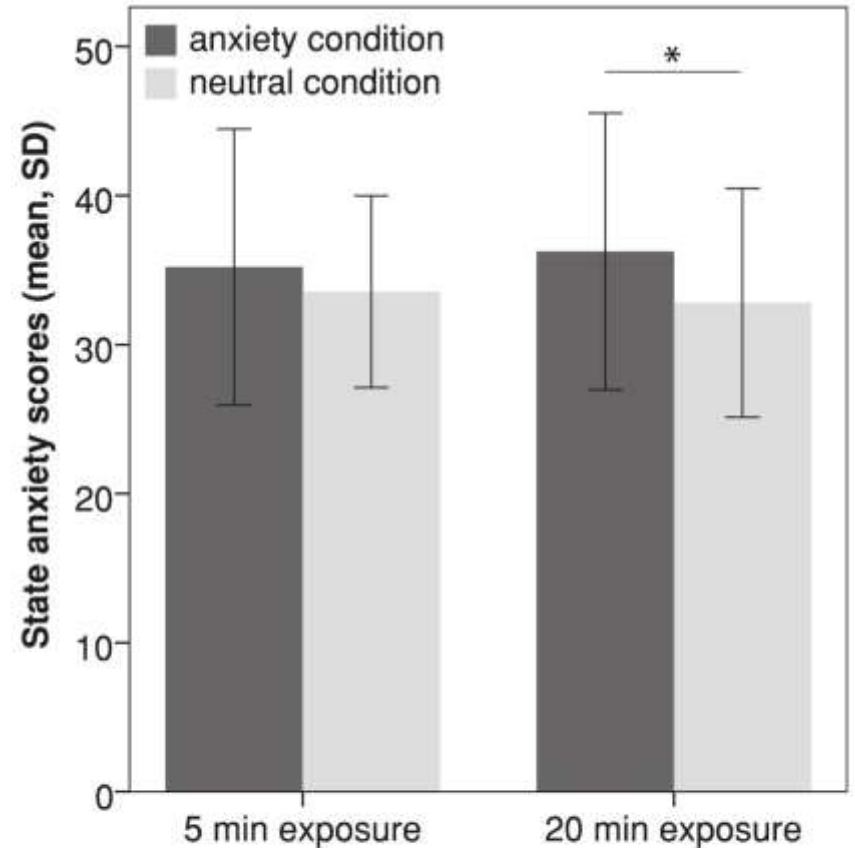 anxiety condition
neutral condition
*
State anxiety scores (mean, SD)
50
40
30
20
10
0
5 min exposure
20 min exposure